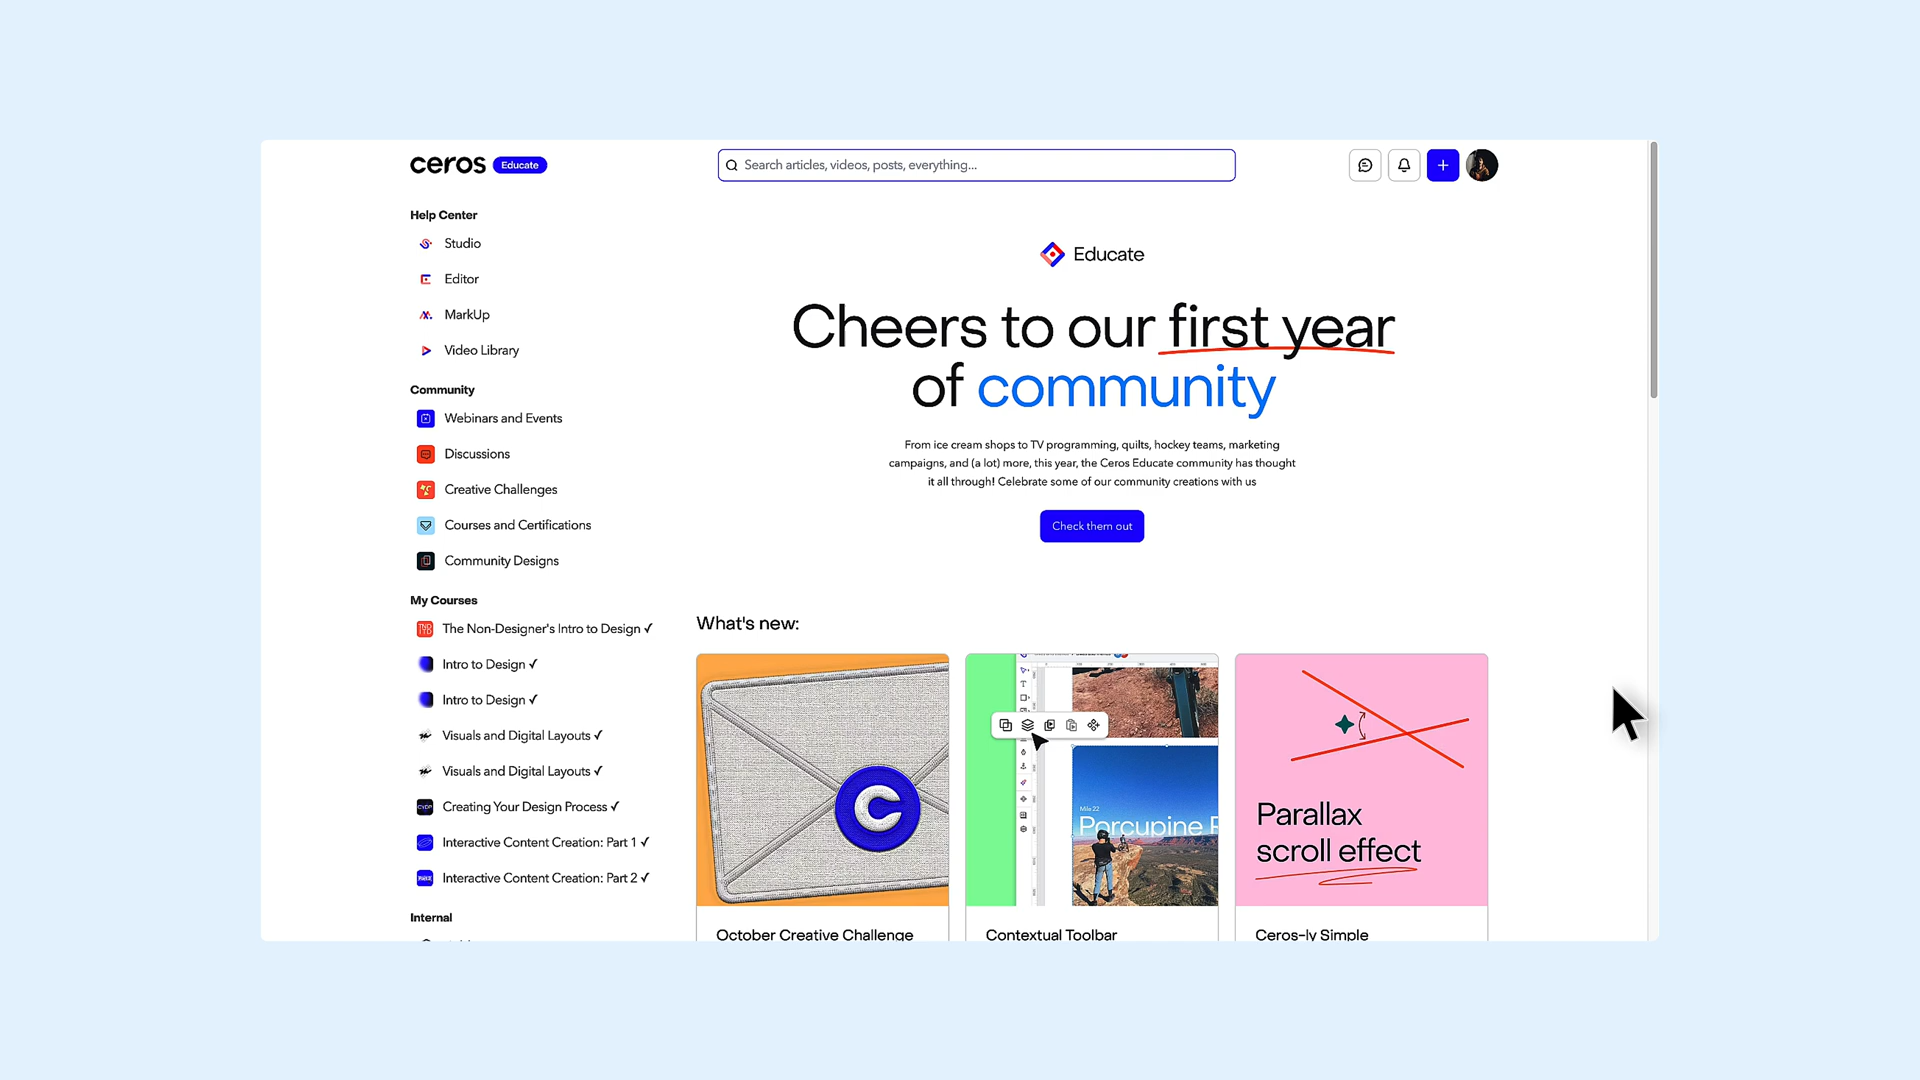 ceros Educate
Search articles, videos, posts, everything...
Help Center
Studio
Editor
MarkUp
Video Library
Community
Webinars and Events
Discussions
Creative Challenges
Courses and Certifications
Community Designs
My Courses
The Non-Designer's Intro to Design ✓
Intro to Design ✓
Intro to Design ✓
Visuals and Digital Layouts ✓
Visuals and Digital Layouts ✓
Creating Your Design Process ✓
Interactive Content Creation: Part 1 ✓
Interactive Content Creation: Part 2 ✓
Internal
Educate
Cheers to our first year
of community
From ice cream shops to TV programming, quilts, hockey teams, marketing
campaigns, and (a lot) more, this year, the Ceros Educate community has thought
it all through! Celebrate some of our community creations with us
Check them out
What's new:
Mile 22
Porcupine
Parallax
scroll effect
October Creative Challenge
Contextual Toolbar
Ceros-ly Simple